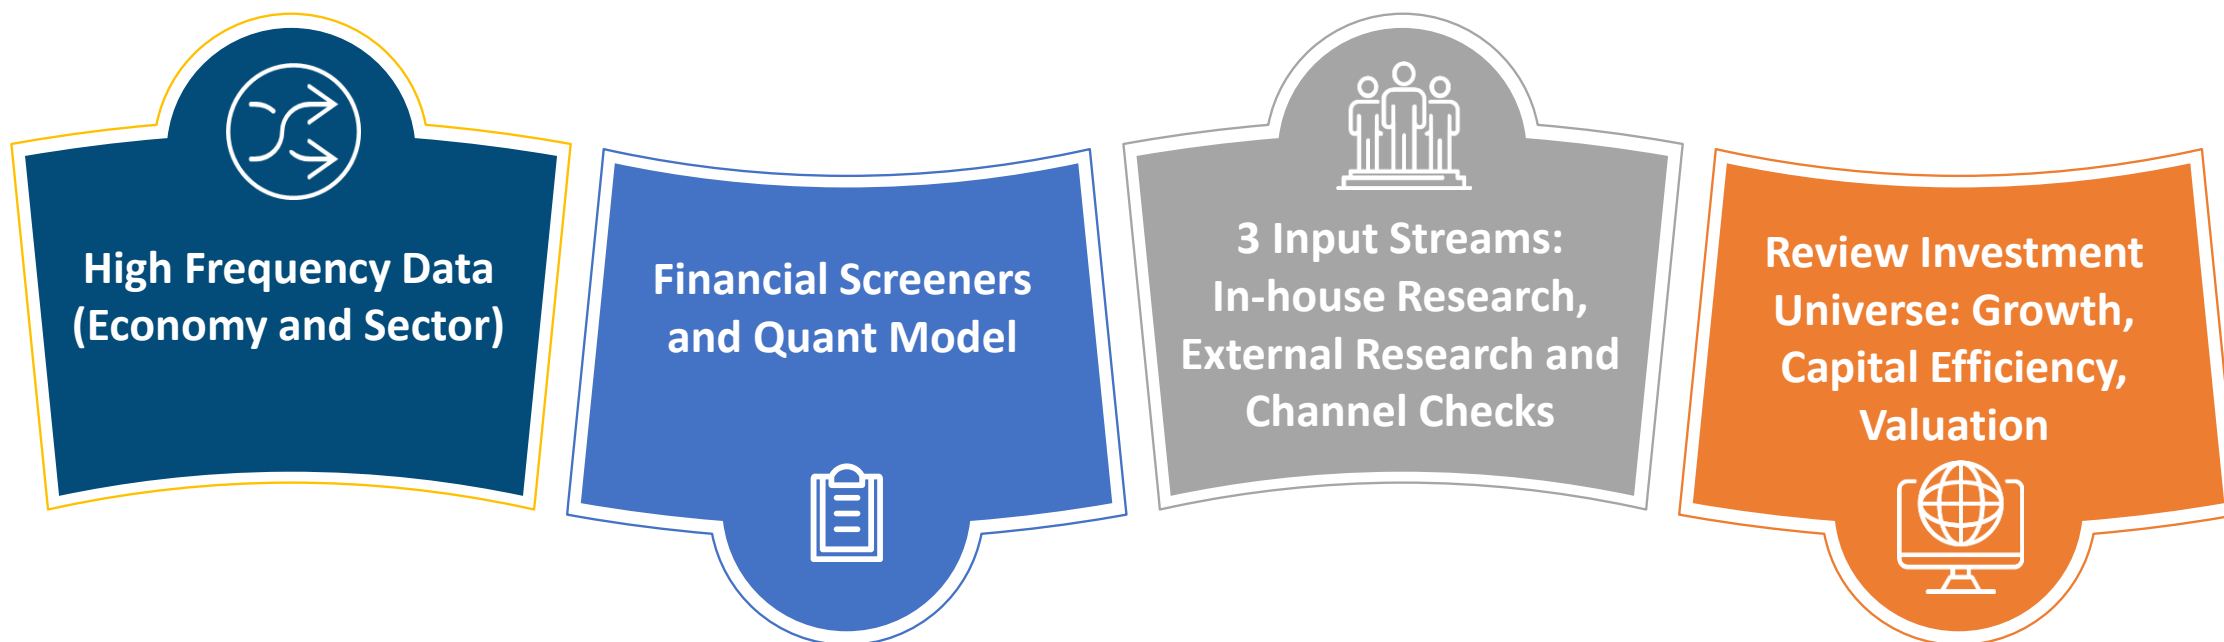 High Frequency Data
(Economy and Sector)
Financial Screeners
and Quant Model
3 Input Streams:
In-house Research,
External Research and
Channel Checks
Review Investment
Universe: Growth,
Capital Efficiency,
Valuation